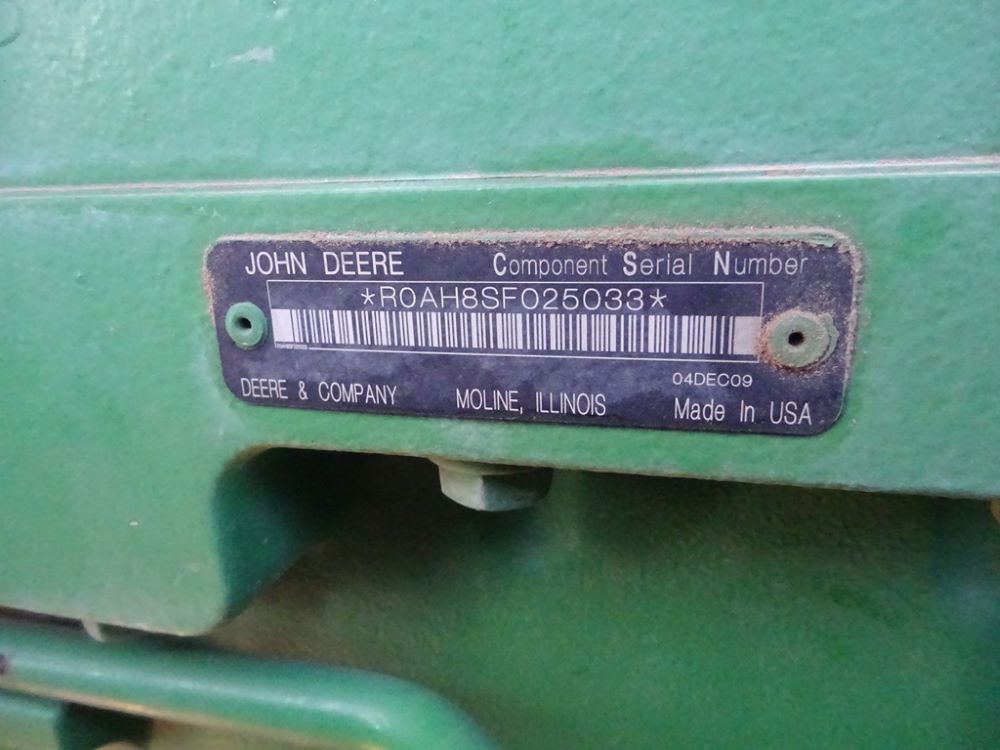 JOHN DEERE Component Serial Number
*R0AH8SF025033*
04DEC09
DEERE & COMPANY MOLINE, ILLINOIS Made In USA